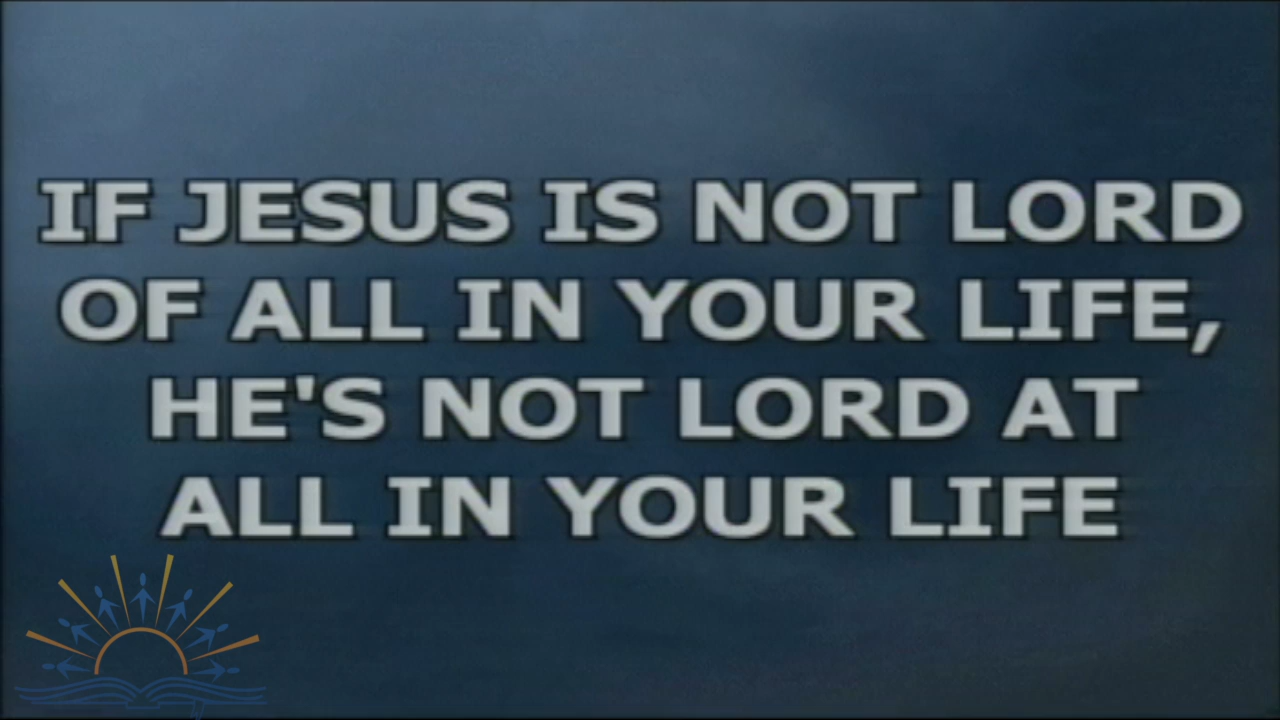 IF JESUS IS NOT LORD
OF ALL IN YOUR LIFE,
HE'S NOT LORD AT
ALL IN YOUR LIFE